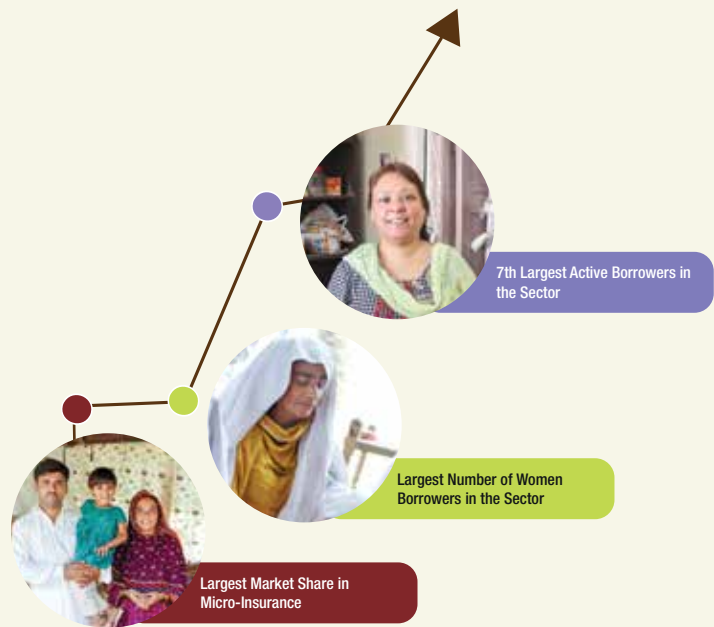 7th Largest Active Borrowers in
the Sector
Largest Number of Women
Borrowers in the Sector
Largest Market Share in
Micro-Insurance